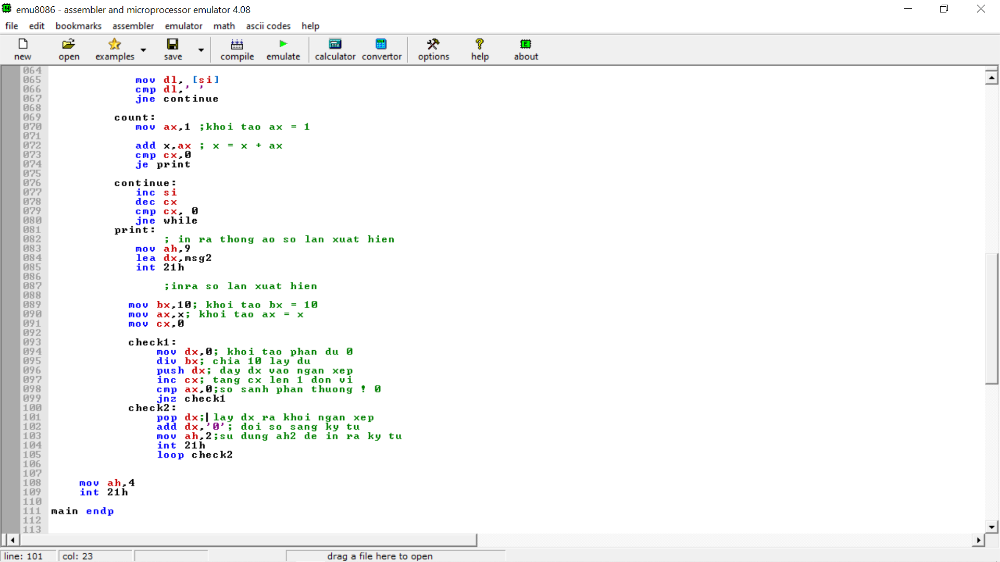 emu8086 - assembler and microprocessor emulator 4.08
file edit bookmarks assembler emulator math ascii codes help
new open examples save compile emulate calculator convertor options help about
064
065 mov dl, [si]
066 cmp dl,' '
067 jne continue
068
069 count:
070 mov ax,1 ;khoi tao ax = 1
071
072 add x,ax ; x = x + ax
073 cmp cx,0
074 je print
075
076 continue:
077 inc si
078 dec cx
079 cmp cx, 0
080 jne while
081 print:
082 ; in ra thong ao so lan xuat hien
083 mov ah,9
084 lea dx,msg2
085 int 21h
086
087 ;inra so lan xuat hien
088
089 mov bx,10; khoi tao bx = 10
090 mov ax,x; khoi tao ax = x
091 mov cx,0
092
093 check1:
094 mov dx,0; khoi tao phan du 0
095 div bx; chia 10 lay du
096 push dx; day dx vao ngan xep
097 inc cx; tang cx len 1 don vi
098 cmp ax,0;so sanh phan thuong ! 0
099 jnz check1
100 check2:
101 pop dx; lay dx ra khoi ngan xep
102 add dx,'0'; doi so sang ky tu
103 mov ah,2;su dung ah2 de in ra ky tu
104 int 21h
105 loop check2
106
107
108 mov ah,4
109 int 21h
110
111 main endp
112
113
line: 101 col: 23 drag a file here to open